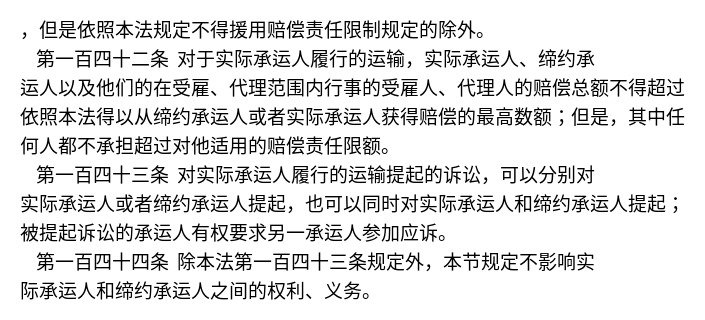 ，但是依照本法规定不得援用赔偿责任限制规定的除外。
第一百四十二条 对于实际承运人履行的运输，实际承运人、缔约承
运人以及他们的在受雇、代理范围内行事的受雇人、代理人的赔偿总额不得超过
依照本法得以从缔约承运人或者实际承运人获得赔偿的最高数额；但是，其中任
何人都不承担超过对他适用的赔偿责任限额。
第一百四十三条 对实际承运人履行的运输提起的诉讼，可以分别对
实际承运人或者缔约承运人提起，也可以同时对实际承运人和缔约承运人提起；
被提起诉讼的承运人有权要求另一承运人参加应诉。
第一百四十四条 除本法第一百四十三条规定外，本节规定不影响实
际承运人和缔约承运人之间的权利、义务。